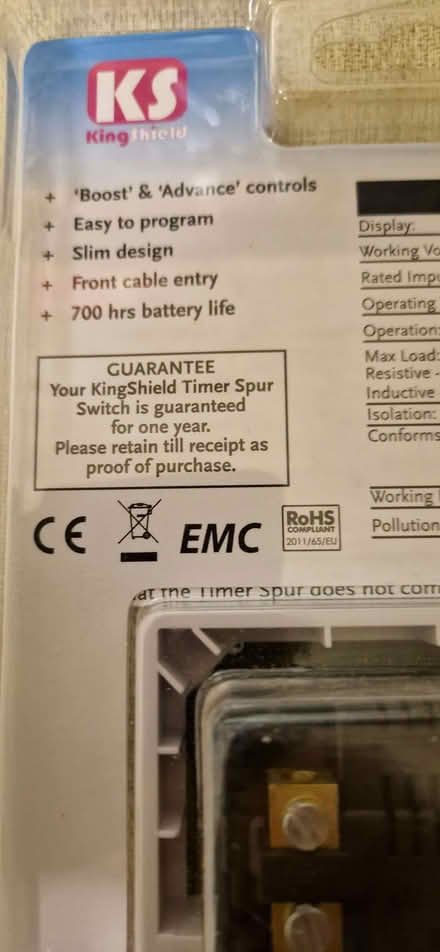 KS
KingShield
+ 'Boost' & 'Advance' controls
+ Easy to program
+ Slim design
+ Front cable entry
+ 700 hrs battery life
GUARANTEE
Your KingShield Timer Spur
Switch is guaranteed
for one year.
Please retain till receipt as
proof of purchase.
CE
EMC
RoHS
COMPLIANT
2011/65/EU
Display:
Working
Rated
Operating
Operation:
Max Load:
Resistive -
Inductive
Isolation:
Conforms
Working
Pollution
at the Timer Spur does not